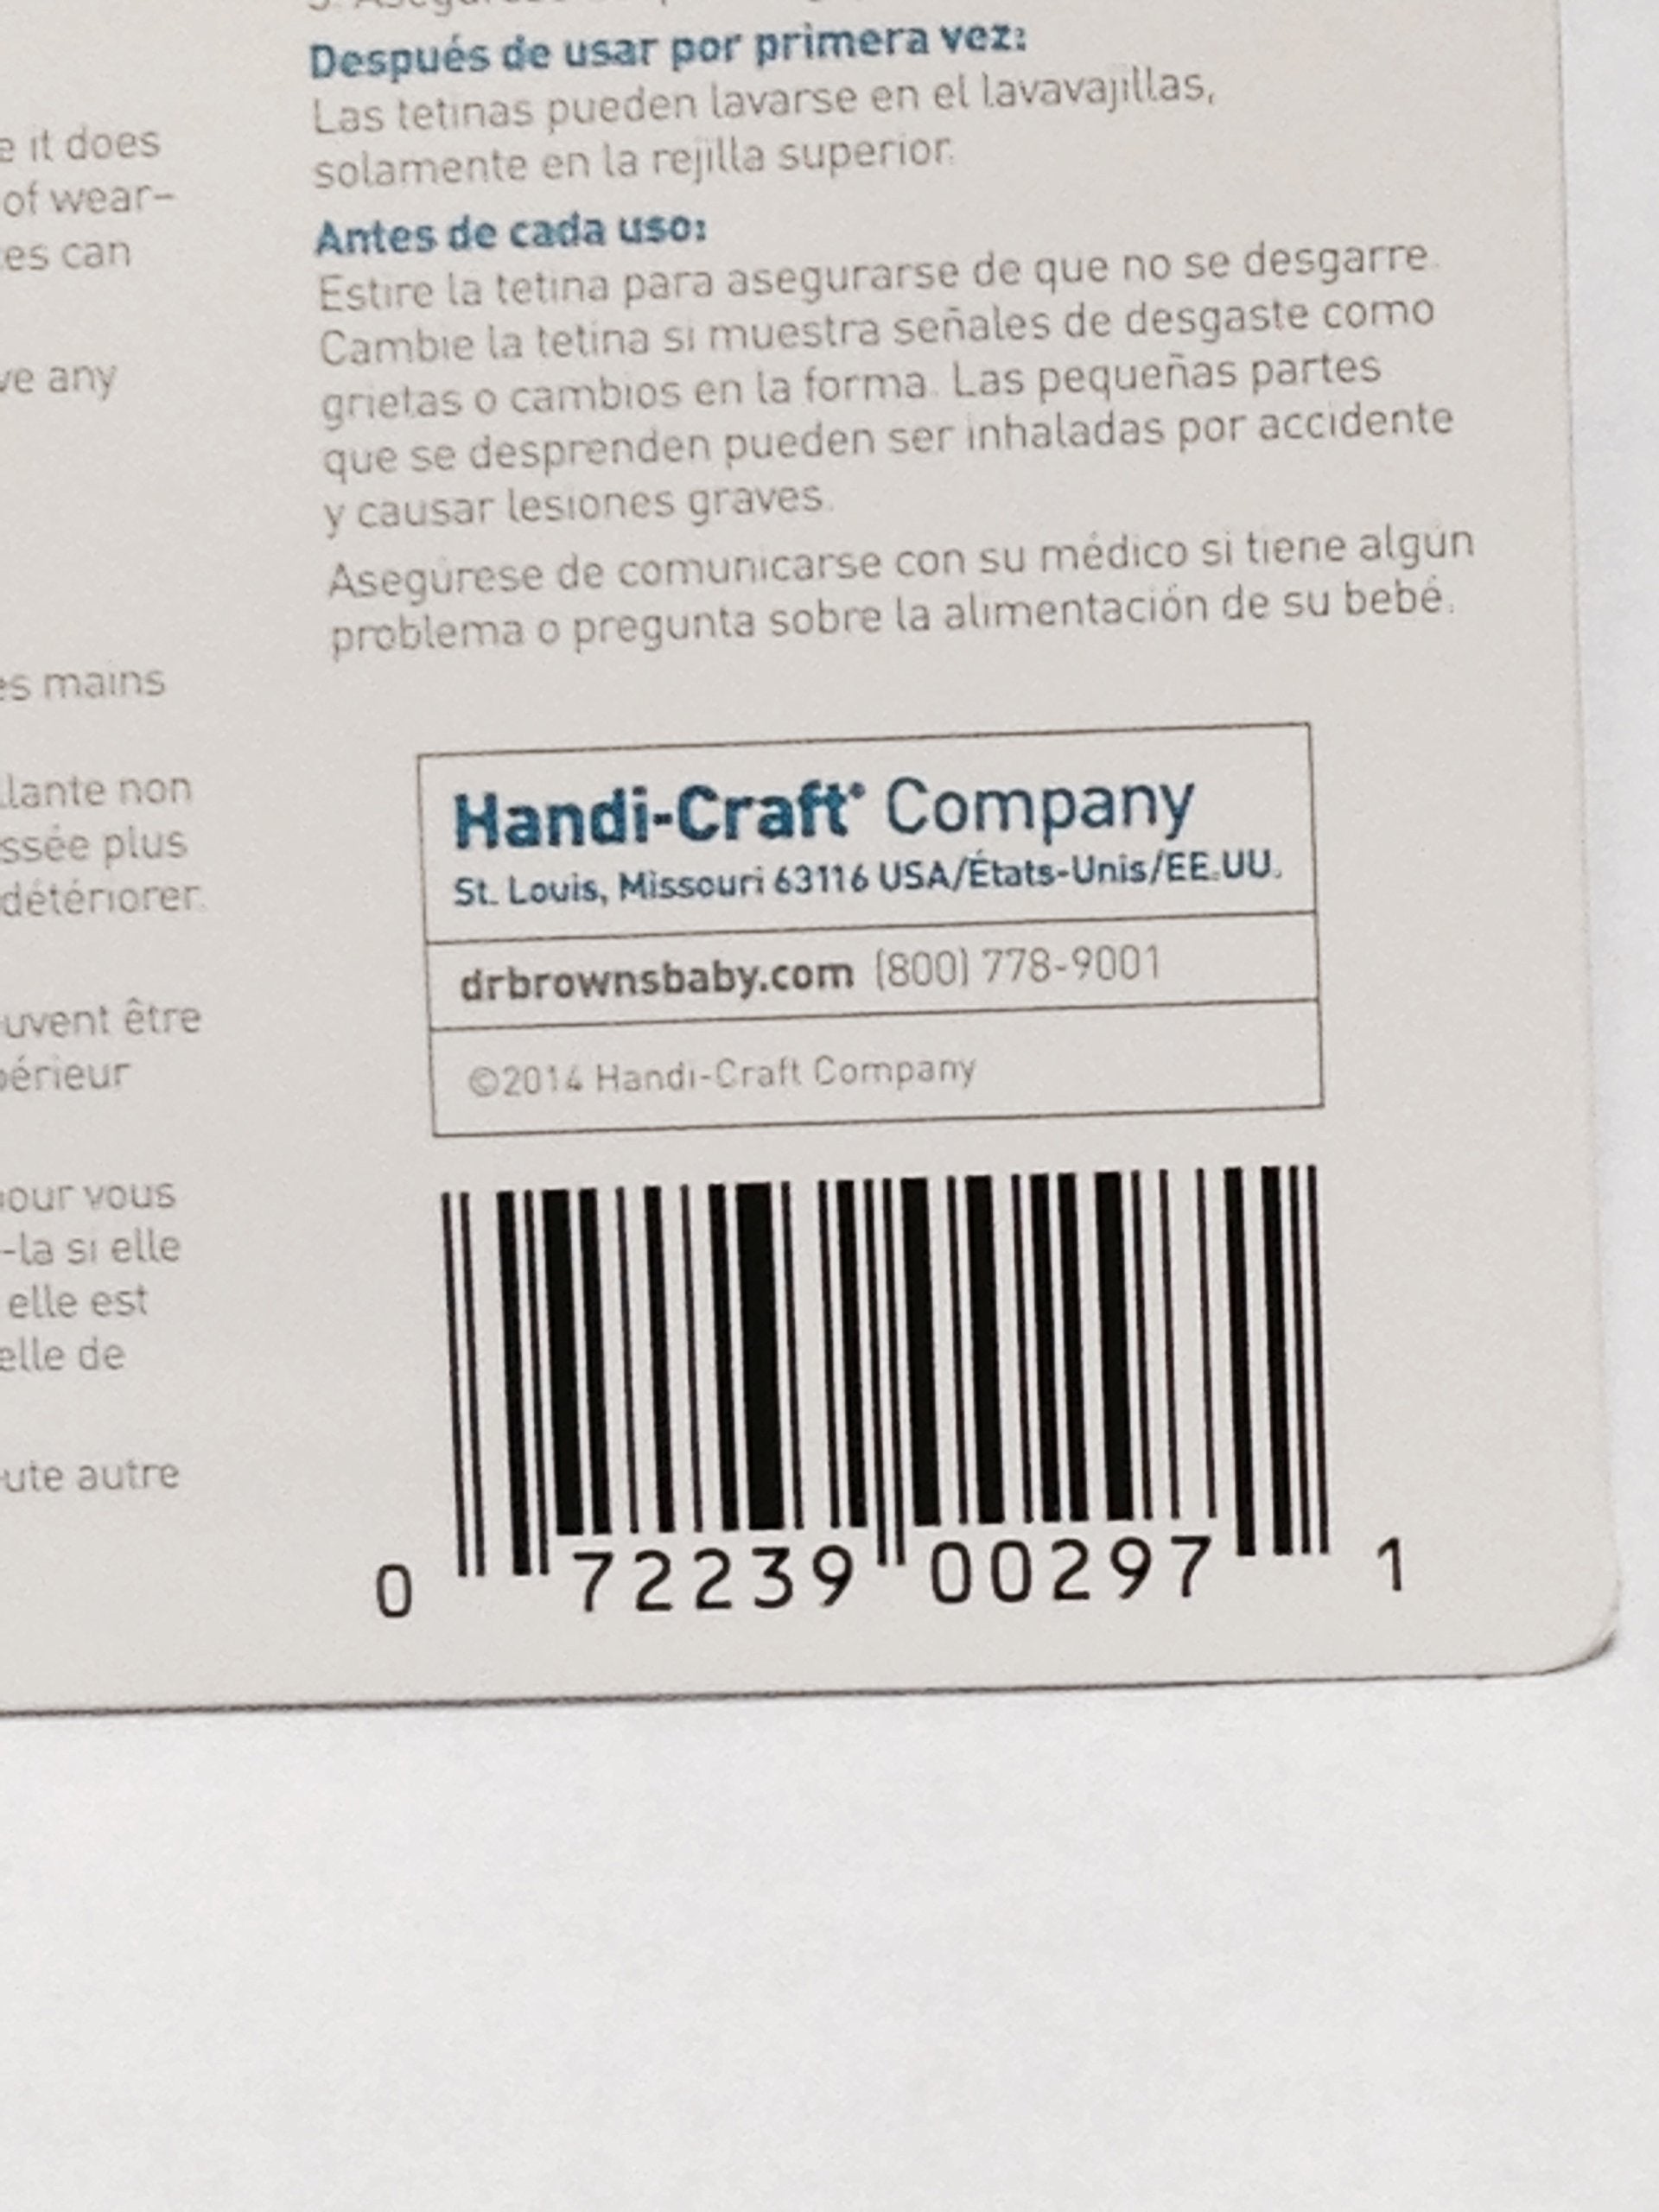 e it does
of wear–
es can
ve any
es mains
llante non
ssée plus
détériorer.
uvent être
périeur
pour vous
-la si elle
elle est
elle de
ute autre
Después de usar por primera vez:
Las tetinas pueden lavarse en el lavavajillas,
solamente en la rejilla superior.
Antes de cada uso:
Estire la tetina para asegurarse de que no se desgarre.
Cambie la tetina si muestra señales de desgaste como
grietas o cambios en la forma. Las pequeñas partes
que se desprenden pueden ser inhaladas por accidente
y causar lesiones graves.
Asegúrese de comunicarse con su médico si tiene algún
problema o pregunta sobre la alimentación de su bebé.
Handi-Craft® Company
St. Louis, Missouri 63116 USA/États-Unis/EE.UU.
drbrownsbaby.com (800) 778-9001
©2014 Handi-Craft Company
0 72239 00297 1